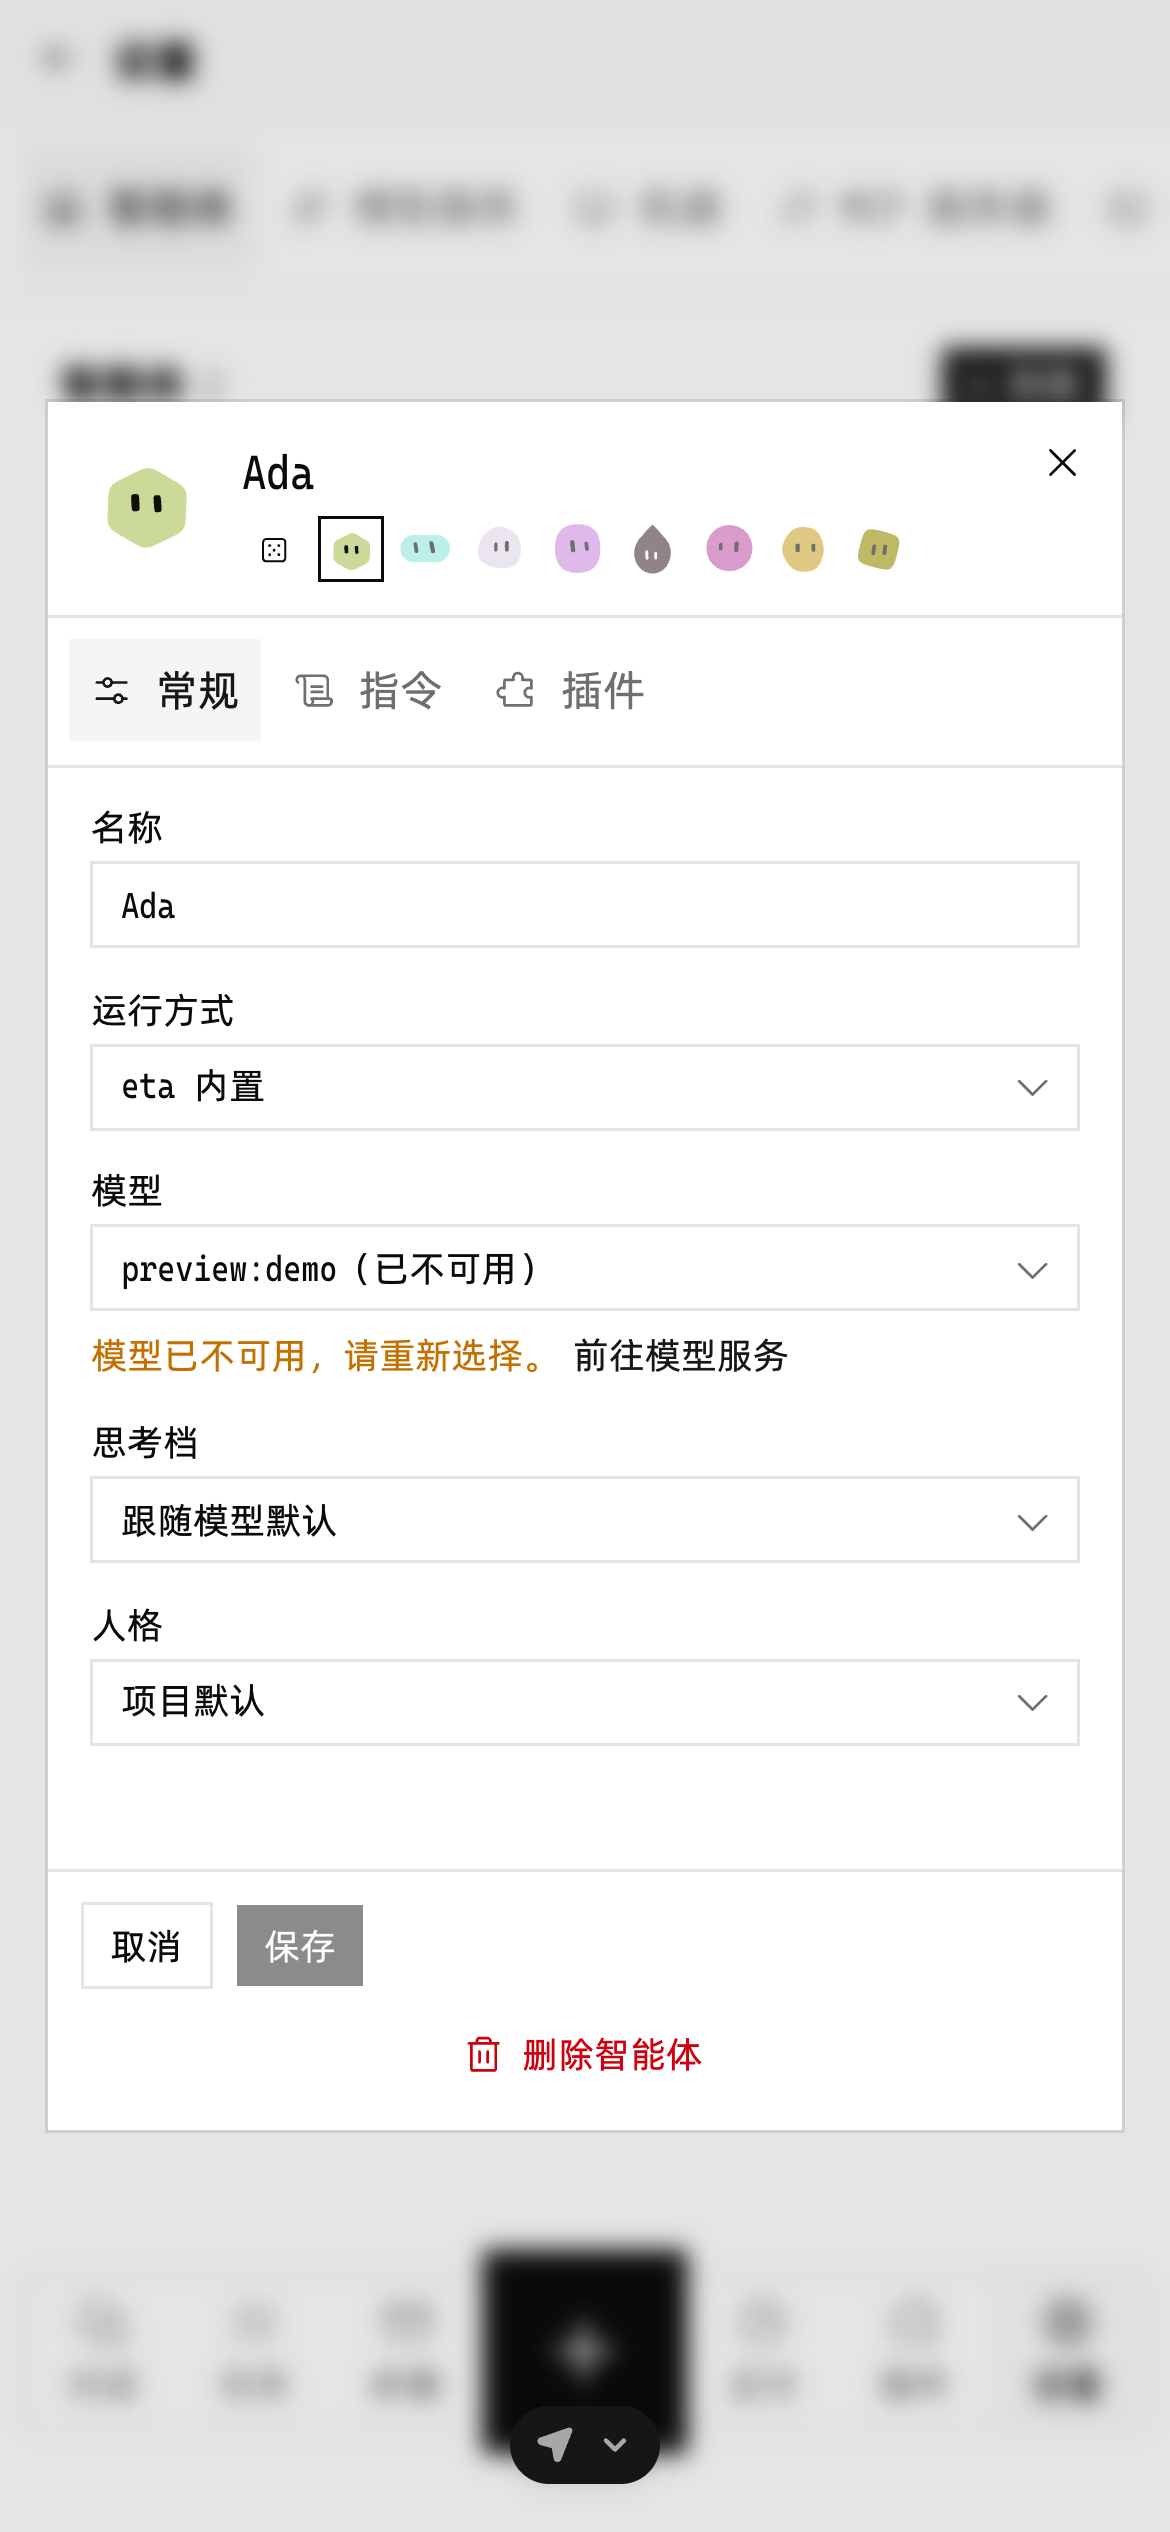 Ada
常规 指令 插件
名称
Ada
运行方式
eta 内置
模型
preview:demo (已不可用)
模型已不可用, 请重新选择。 前往模型服务
思考档
跟随模型默认
人格
项目默认
取消 保存
删除智能体